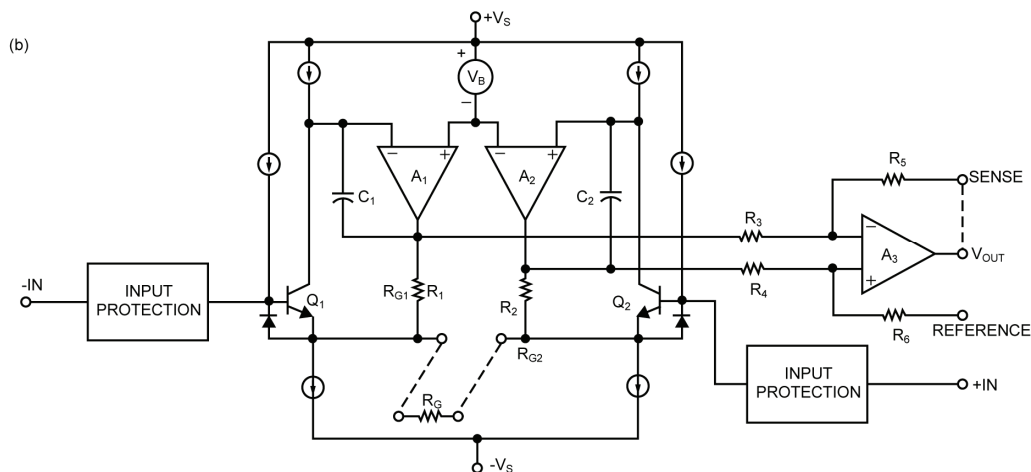 (b)
+VS
+
VB
−
− +
A1
− +
A2
C1
C2
R5
SENSE
R3
−
A3
VOUT
R4
+
-IN
INPUT
PROTECTION
Q1
RG1
R1
R2
Q2
R6
REFERENCE
RG2
RG
INPUT
PROTECTION
+IN
-VS